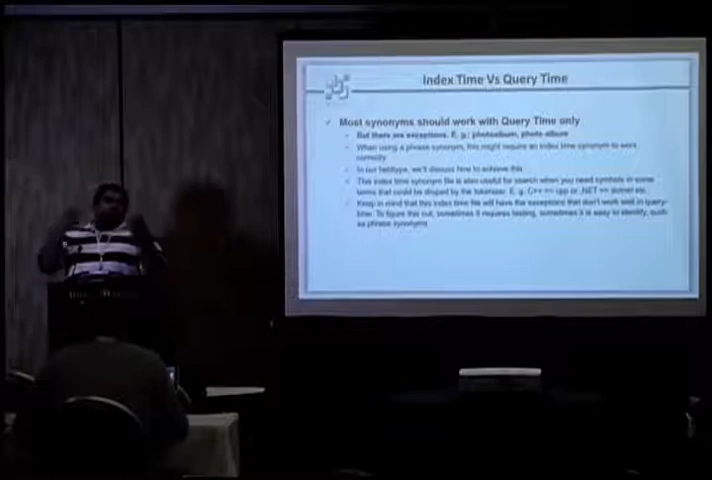 Index Time Vs Query Time
Most synonyms should work with Query Time only
But there are exceptions. E. g.: photoalbum, photo album
When using a phrase synonym, this might require an index time synonym to work
correctly
In our fieldtype, we'll discuss how to achieve this
This index time synonym file is also useful for search when you need symbols in some
terms that could be droped by the tokenizer. E. g. C++ => cpp or .NET => dotnet etc.
Keep in mind that this index time file will have the exceptions that don't work well in query-
time. To figure this out, sometimes it requires testing, sometimes it is easy to identify, such
as phrase synonyms